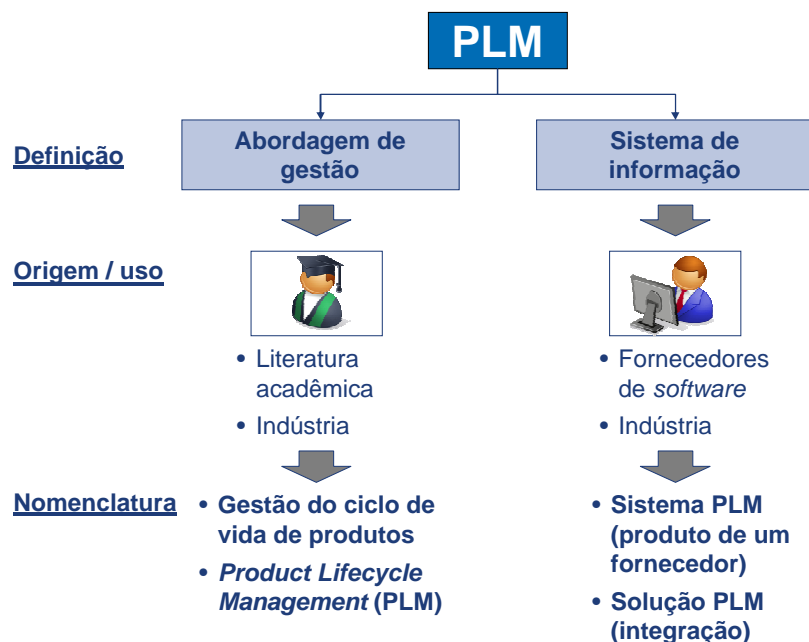 PLM
Definição
Abordagem de
gestão
Sistema de
informação
Origem / uso
• Literatura
acadêmica
• Indústria
• Fornecedores
de software
• Indústria
Nomenclatura
• Gestão do ciclo de
vida de produtos
• Product Lifecycle
Management (PLM)
• Sistema PLM
(produto de um
fornecedor)
• Solução PLM
(integração)